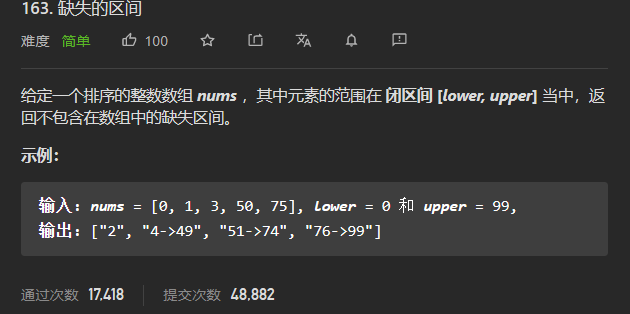 163. 缺失的区间
难度 简单 100
给定一个排序的整数数组 nums ，其中元素的范围在 闭区间 [lower, upper] 当中，返
回不包含在数组中的缺失区间。
示例：
输入: nums = [0, 1, 3, 50, 75], lower = 0 和 upper = 99,
输出: ["2", "4->49", "51->74", "76->99"]
通过次数 17,418 提交次数 48,882